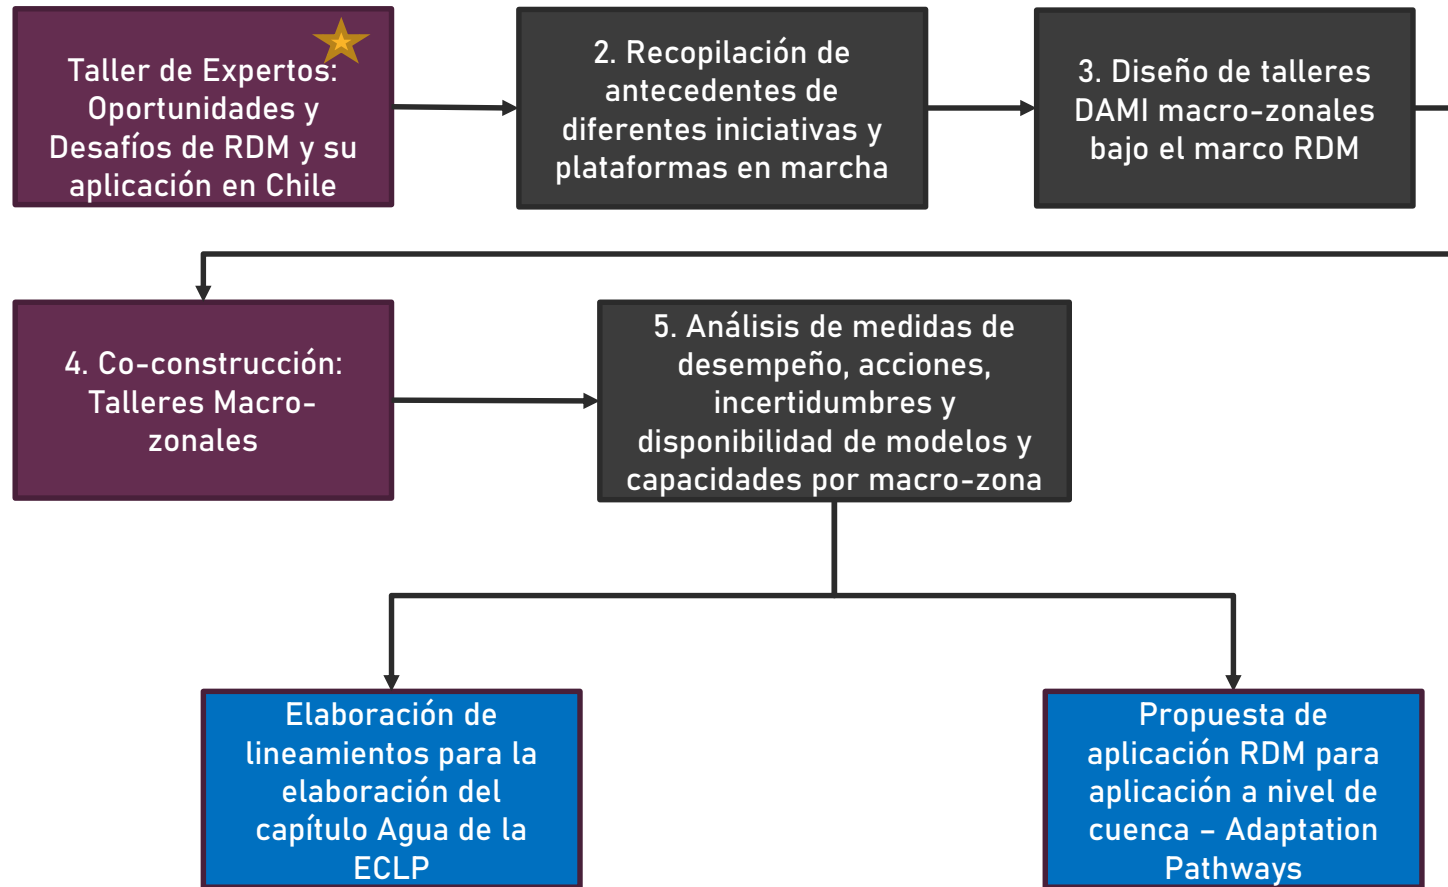 Taller de Expertos:
Oportunidades y
Desafíos de RDM y su
aplicación en Chile
2. Recopilación de
antecedentes de
diferentes iniciativas y
plataformas en marcha
3. Diseño de talleres
DAMI macro-zonales
bajo el marco RDM
4. Co-construcción:
Talleres Macro-
zonales
5. Análisis de medidas de
desempeño, acciones,
incertidumbres y
disponibilidad de modelos y
capacidades por macro-zona
Elaboración de
lineamientos para la
elaboración del
capítulo Agua de la
ECLP
Propuesta de
aplicación RDM para
aplicación a nivel de
cuenca – Adaptation
Pathways